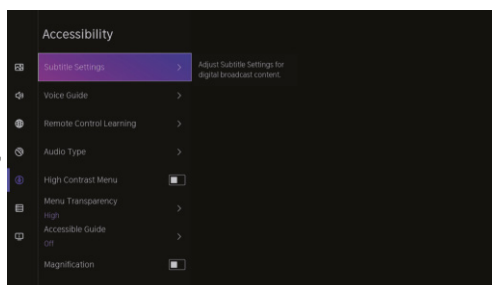 Accessibility
Subtitle Settings
Adjust Subtitle Settings for
digital broadcast content.
Voice Guide
Remote Control Learning
Audio Type
High Contrast Menu
Menu Transparency
High
Accessible Guide
Off
Magnification